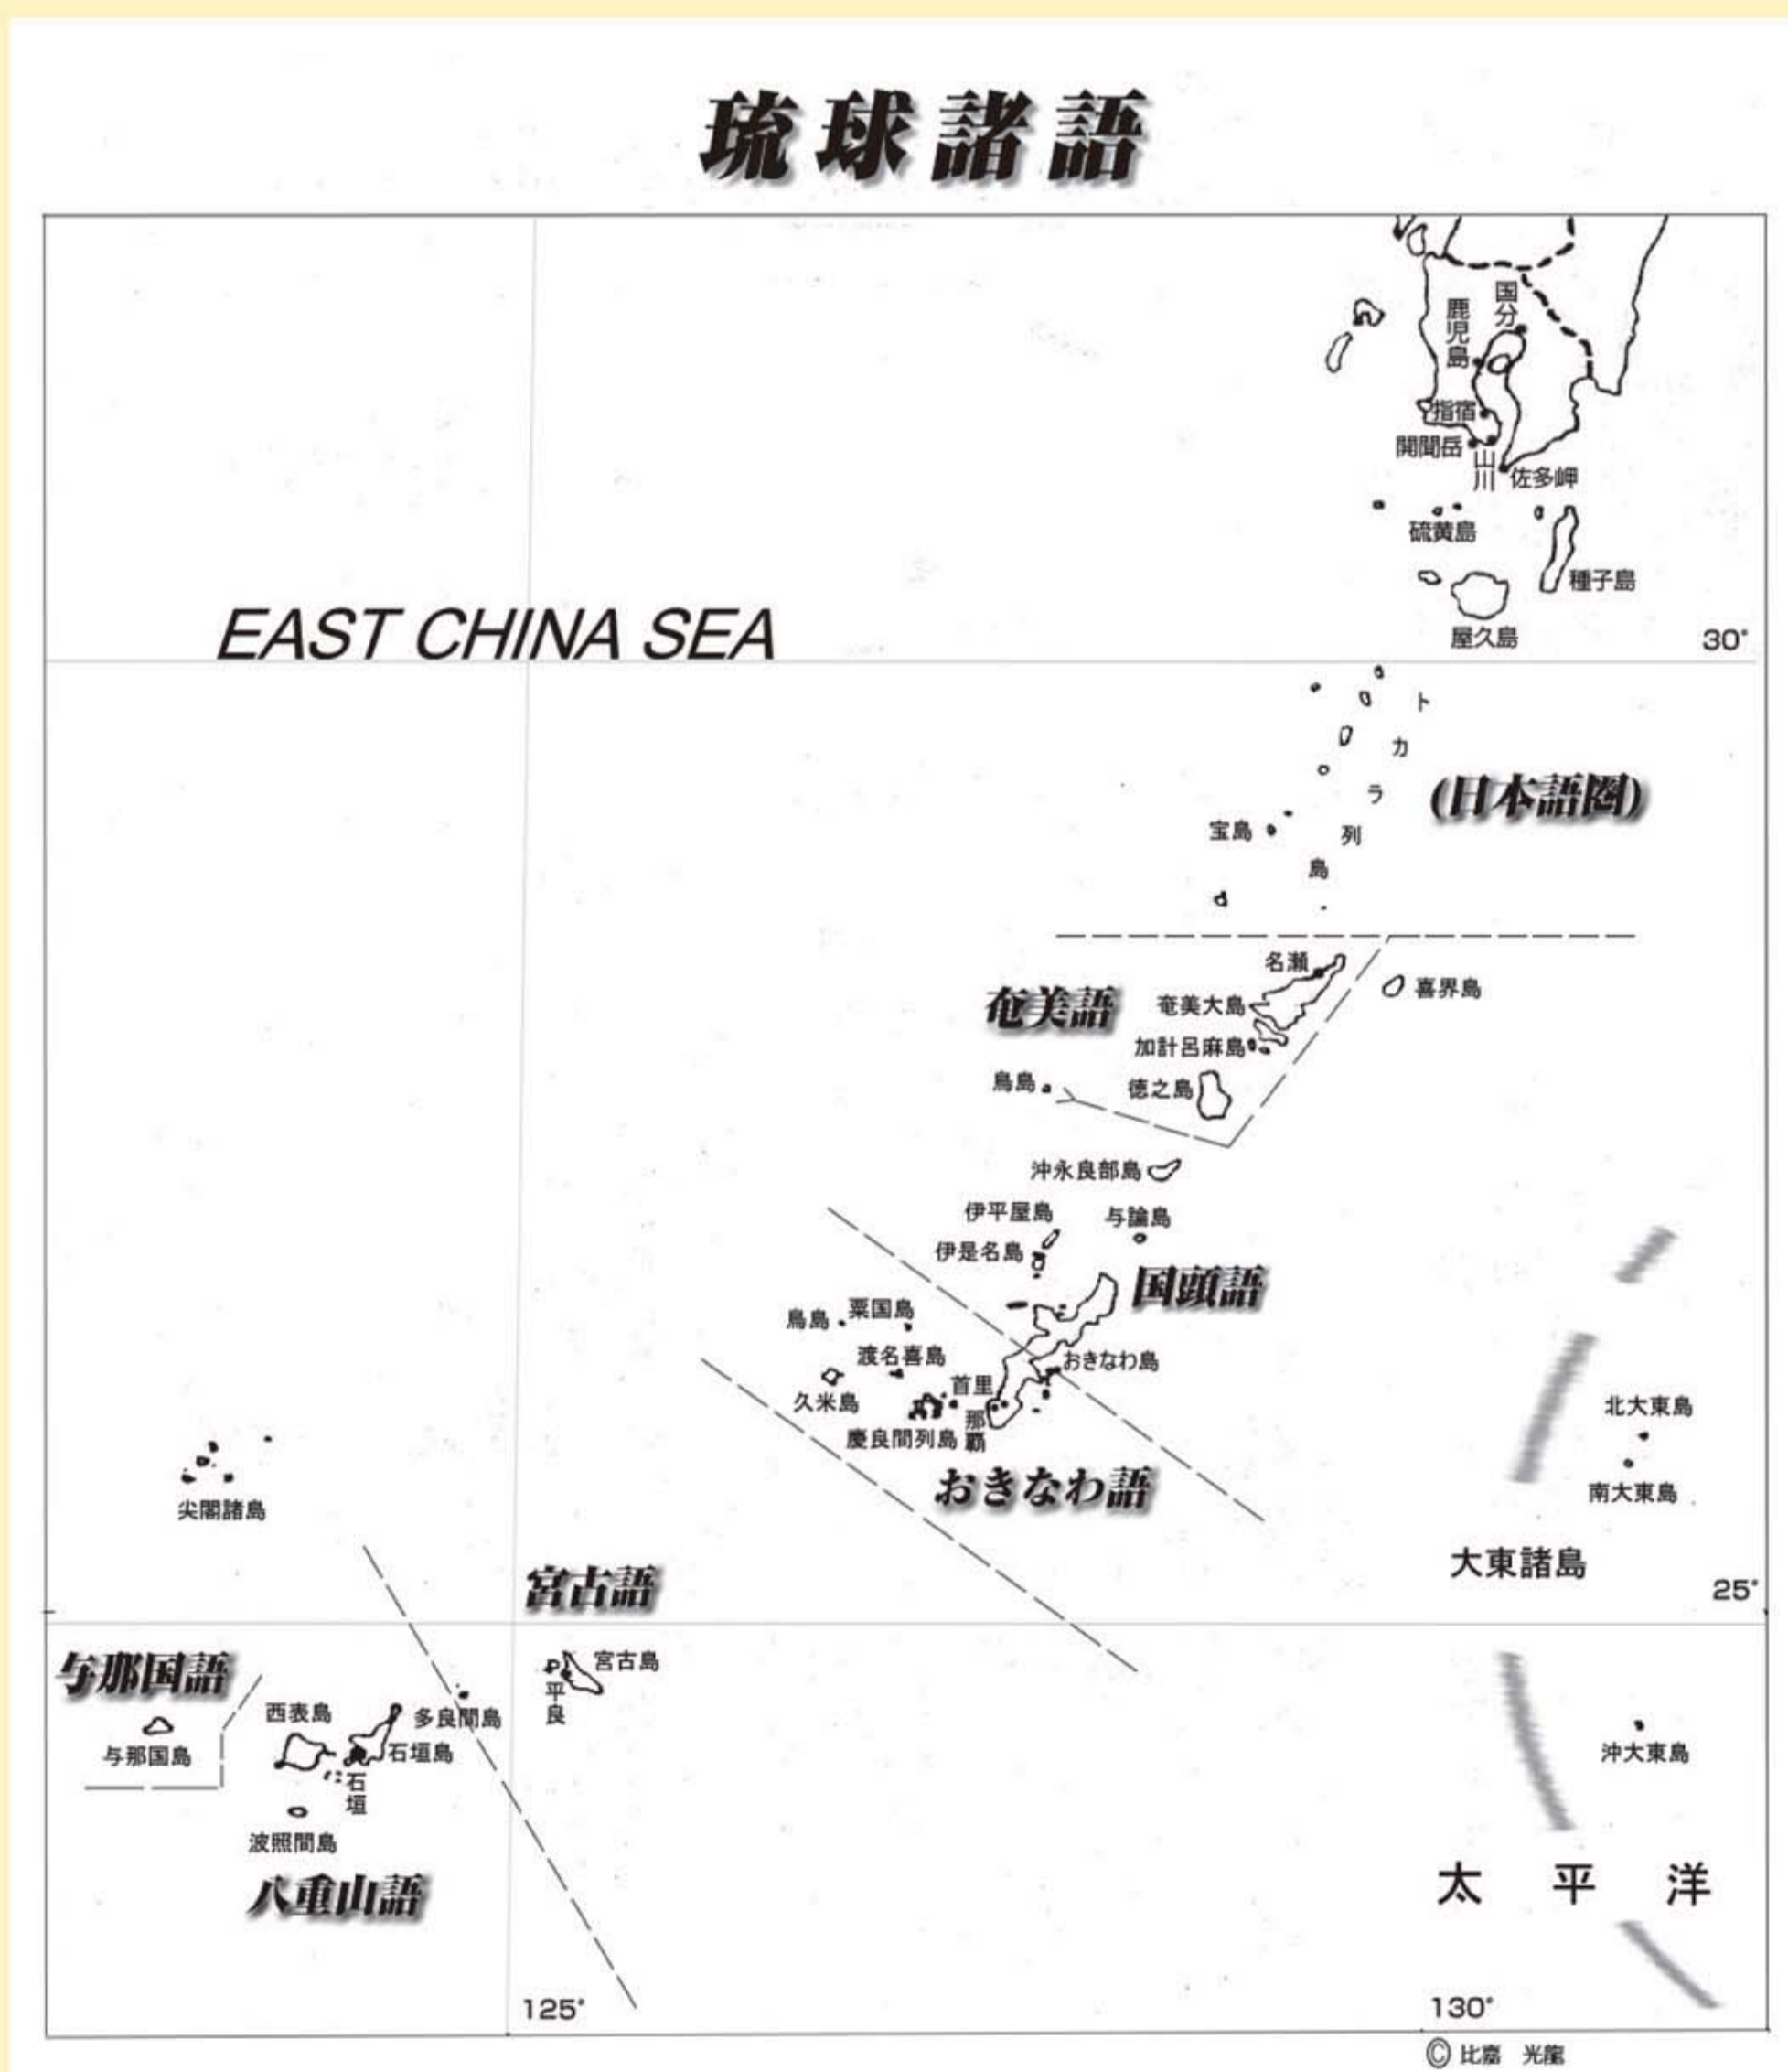 琉球諸語
国分
鹿児島
指宿
開聞岳
山川
佐多岬
硫黄島
種子島
屋久島
EAST CHINA SEA
30°
トカラ列島
(日本語圏)
宝島
名瀬
喜界島
奄美語
奄美大島
加計呂麻島
鳥島
徳之島
沖永良部島
伊平屋島
与論島
伊是名島
国頭語
鳥島
粟国島
渡名喜島
おきなわ島
首里
久米島
那覇
慶良間列島
おきなわ語
北大東島
南大東島
尖閣諸島
大東諸島
宮古語
25°
与那国語
宮古島
平良
西表島
多良間島
与那国島
石垣島
石垣
沖大東島
波照間島
八重山語
太平洋
125°
130°
© 比嘉 光龍